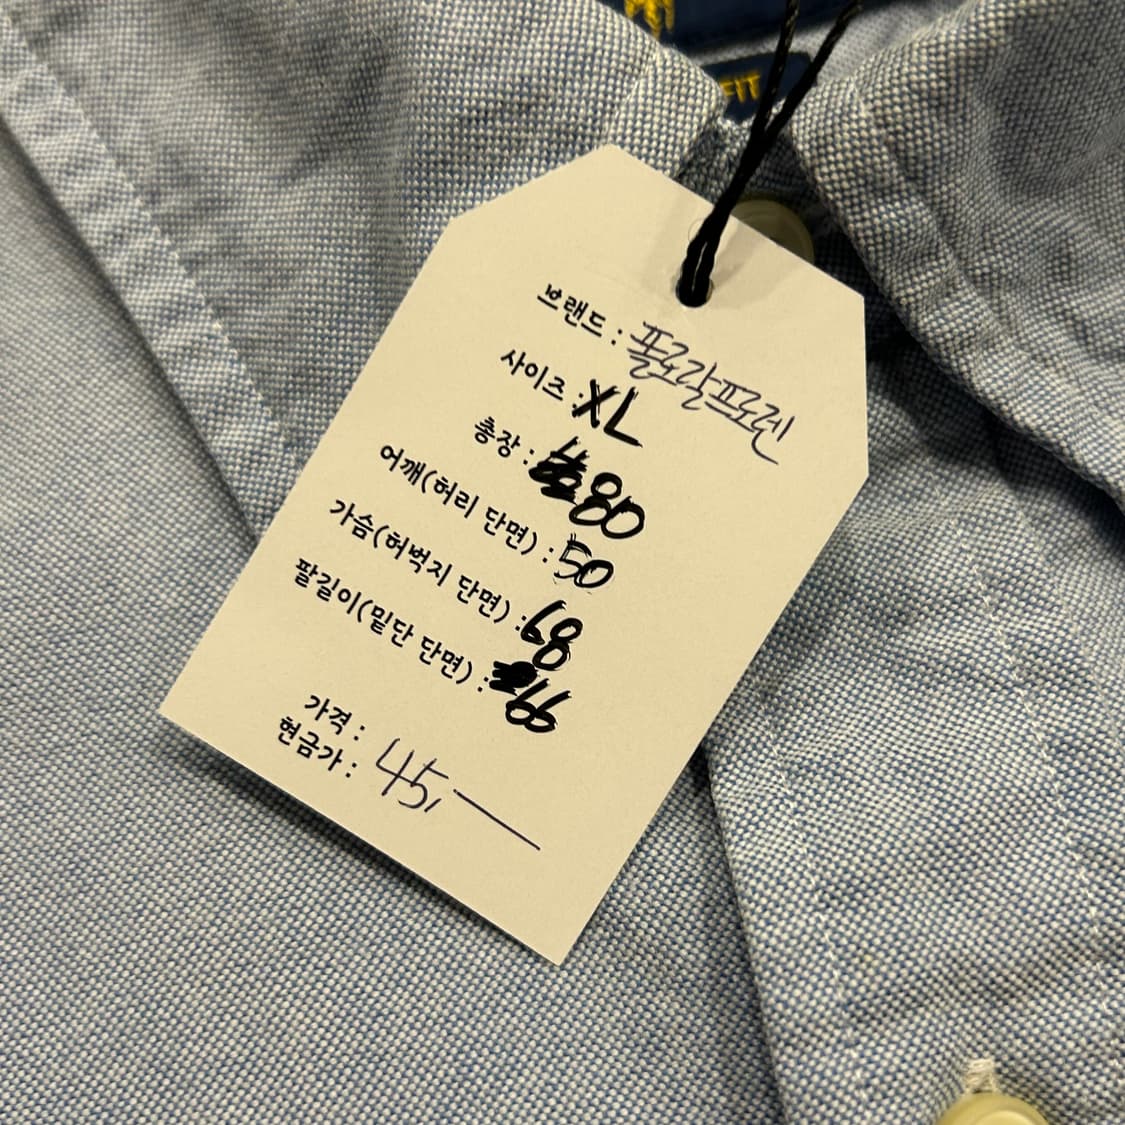 FIT
브랜드 : 폴로랄프로렌
사이즈 : XL
총장 : 80
어깨(허리 단면) : 50
가슴(허벅지 단면) : 68
팔길이(밑단 단면) : 66
가격 :
현금가 : 45,—